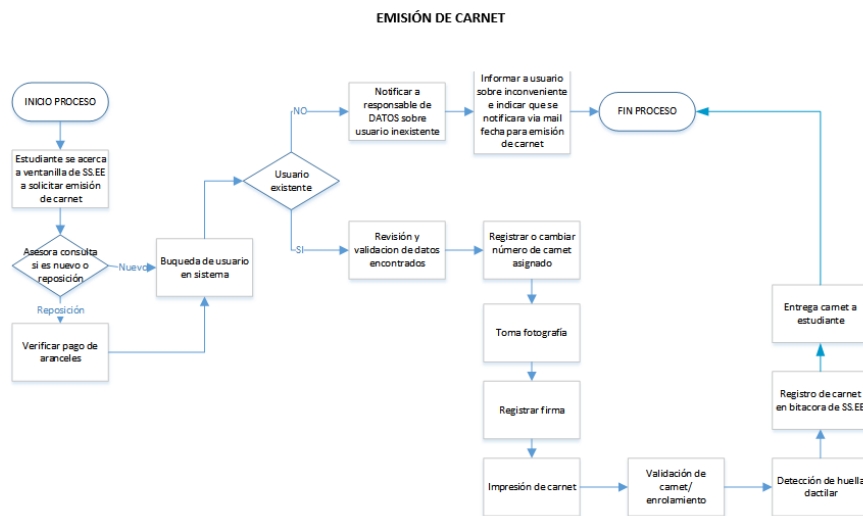 EMISIÓN DE CARNET
INICIO PROCESO
Estudiante se acerca
a ventanilla de SS.EE
a solicitar emisión
de carnet
Asesora consulta
si es nuevo o
reposición
Nuevo
Reposición
Verificar pago de
aranceles
Buqueda de usuario
en sistema
Usuario
existente
NO
Notificar a
responsable de
DATOS sobre
usuario inexistente
Informar a usuario
sobre inconveniente
e indicar que se
notificara via mail
fecha para emisión
de carnet
FIN PROCESO
SI
Revisión y
validacion de datos
encontrados
Registrar o cambiar
número de carnet
asignado
Toma fotografía
Registrar firma
Impresión de carnet
Validación de
carnet/
enrolamiento
Detección de huella
dactilar
Registro de carnet
en bitacora de SS.EE
Entrega carnet a
estudiante